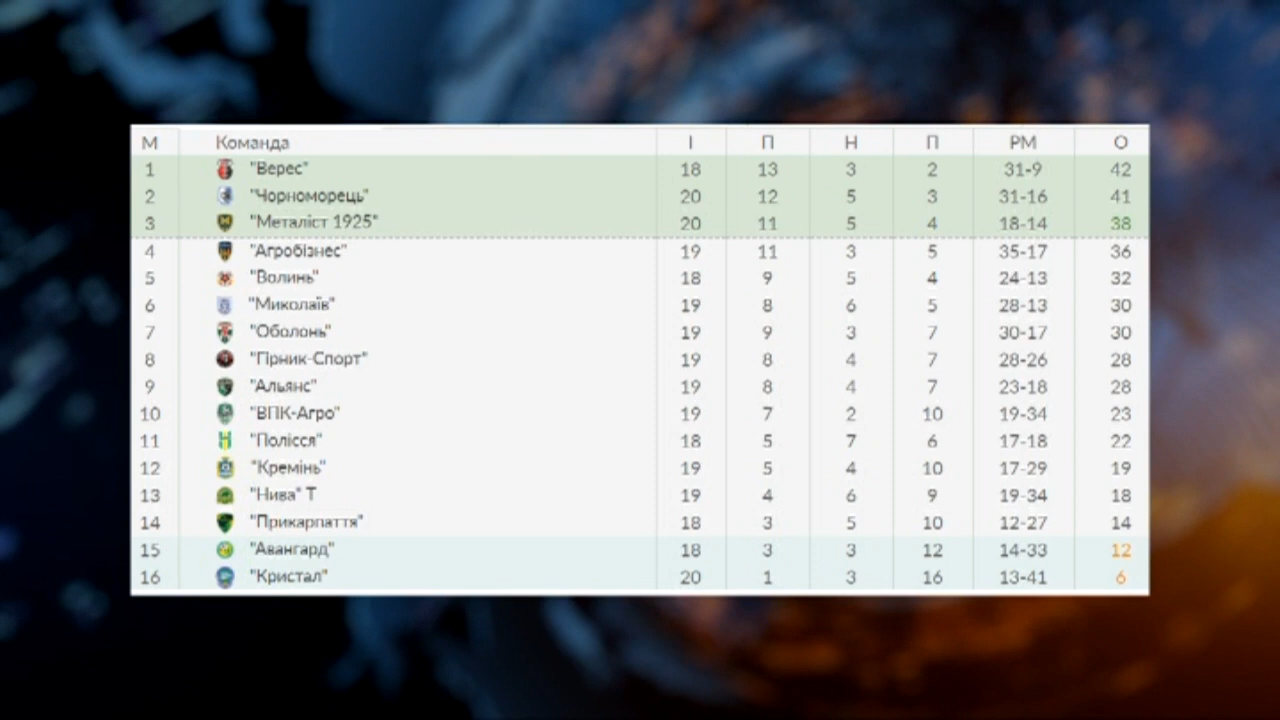 М Команда І П Н П РМ О
1 "Верес" 18 13 3 2 31-9 42
2 "Чорноморець" 20 12 5 3 31-16 41
3 "Металіст 1925" 20 11 5 4 18-14 38
4 "Агробізнес" 19 11 3 5 35-17 36
5 "Волинь" 18 9 5 4 24-13 32
6 "Миколаїв" 19 8 6 5 28-13 30
7 "Оболонь" 19 9 3 7 30-17 30
8 "Гірник-Спорт" 19 8 4 7 28-26 28
9 "Альянс" 19 8 4 7 23-18 28
10 "ВПК-Агро" 19 7 2 10 19-34 23
11 "Полісся" 18 5 7 6 17-18 22
12 "Кремінь" 19 5 4 10 17-29 19
13 "Нива" Т 19 4 6 9 19-34 18
14 "Прикарпаття" 18 3 5 10 12-27 14
15 "Авангард" 18 3 3 12 14-33 12
16 "Кристал" 20 1 3 16 13-41 6